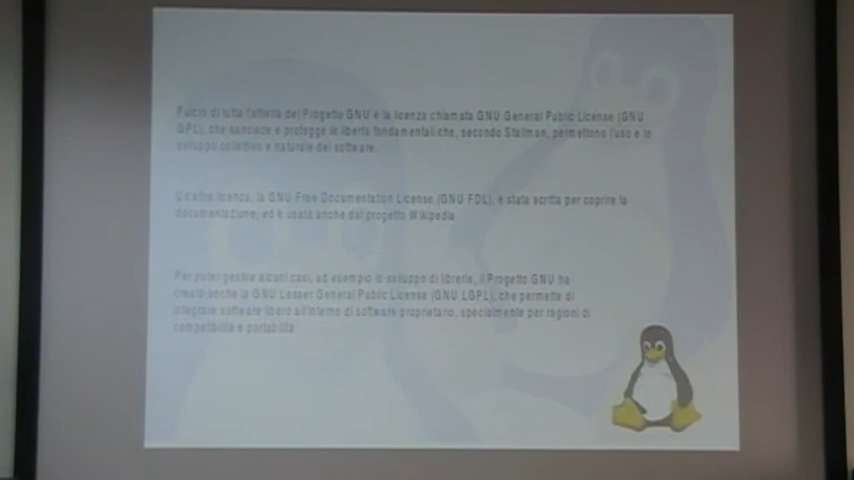 Fulcro di tutta l'attività del Progetto GNU è la licenza chiamata GNU General Public License (GNU
GPL), che sancisce e protegge le libertà fondamentali che, secondo Stallman, permettono l'uso e lo
sviluppo collettivo e naturale del software.
Un'altra licenza, la GNU Free Documentation License (GNU FDL), è stata scritta per coprire la
documentazione, ed è usata anche dal progetto Wikipedia
Per poter gestire alcuni casi, ad esempio lo sviluppo di librerie, il Progetto GNU ha
creato anche la GNU Lesser General Public License (GNU LGPL), che permette di
integrare software libero all'interno di software proprietario, specialmente per ragioni di
compatibilità e portabilità